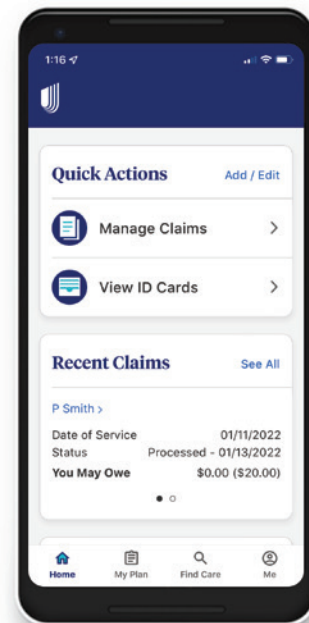 1:16
Quick Actions Add / Edit
Manage Claims
View ID Cards
Recent Claims See All
P Smith >
Date of Service 01/11/2022
Status Processed - 01/13/2022
You May Owe $0.00 ($20.00)
Home My Plan Find Care Me